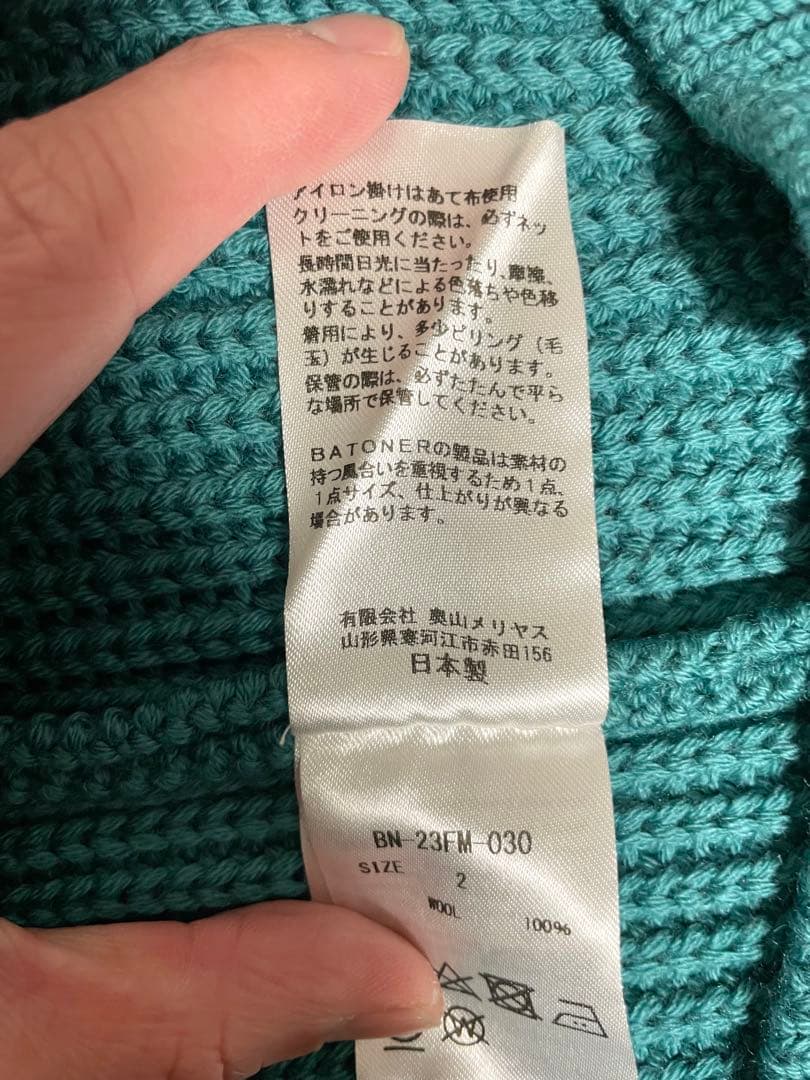 アイロン掛けはあて布使用
クリーニングの際は、必ずネッ
トをご使用ください。
長時間日光に当たったり、摩擦、
水濡れなどによる色落ちや色移
りすることがあります。
着用により、多少ピリング（毛
玉）が生じることがあります。
保管の際は、必ずたたんで平ら
な場所で保管してください。
BATONERの製品は素材の
持つ風合いを重視するため1点、
1点サイズ、仕上がりが異なる
場合があります。
有限会社 奥山メリヤス
山形県寒河江市赤田156
日本製
BN-23FM-030
SIZE 2
WOOL 100%